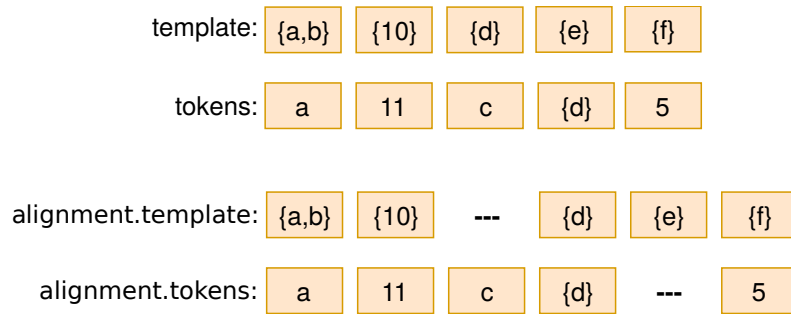 template: {a,b} {10} {d} {e} {f}
tokens: a 11 c {d} 5
alignment.template: {a,b} {10} --- {d} {e} {f}
alignment.tokens: a 11 c {d} --- 5